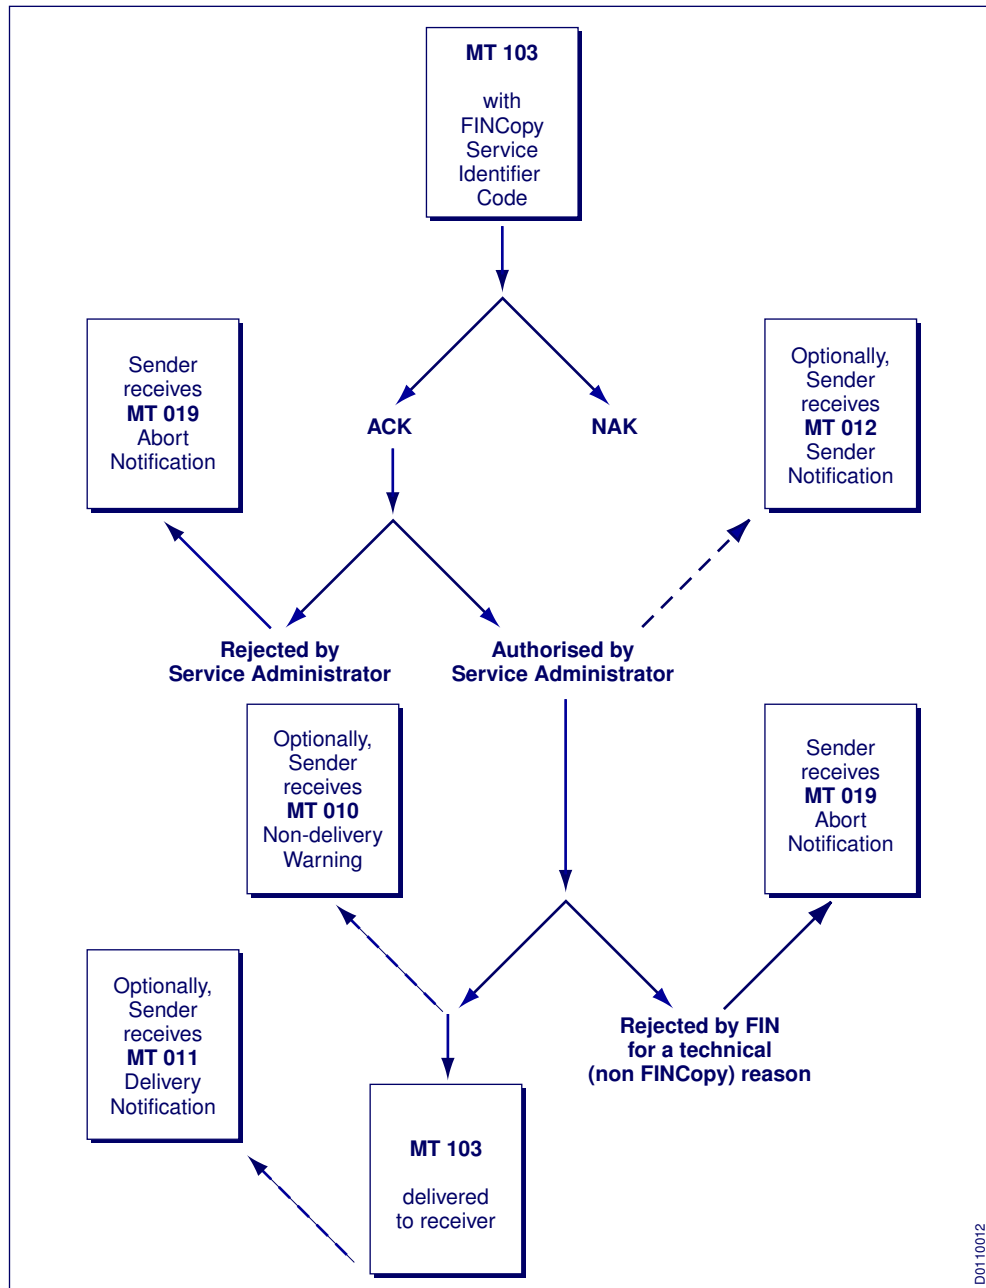 MT 103
with
FINCopy
Service
Identifier
Code
Sender
receives
MT 019
Abort
Notification
Optionally,
Sender
receives
MT 012
Sender
Notification
ACK
NAK
Rejected by
Service Administrator
Authorised by
Service Administrator
Optionally,
Sender
receives
MT 010
Non-delivery
Warning
Sender
receives
MT 019
Abort
Notification
Optionally,
Sender
receives
MT 011
Delivery
Notification
Rejected by FIN
for a technical
(non FINCopy) reason
MT 103
delivered
to receiver
D0110012